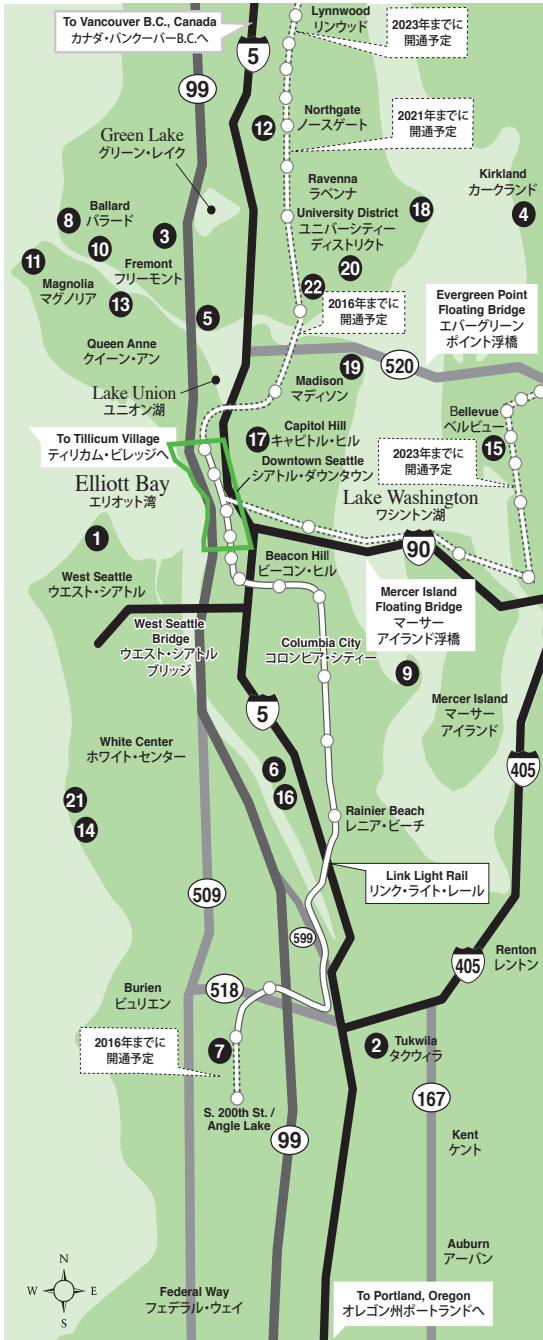 To Vancouver B.C., Canada
カナダ・バンクーバーB.C.へ
5
99
Lynnwood
リンウッド
2023年までに
開通予定
12
Northgate
ノースゲート
2021年までに
開通予定
Green Lake
グリーン・レイク
Ravenna
ラベンナ
University District
ユニバーシティー
ディストリクト
18
Kirkland
カークランド
4
8
Ballard
バラード
10
3
11
Fremont
フリーモント
Magnolia
マグノリア
13
20
22
2016年までに
開通予定
5
Evergreen Point
Floating Bridge
エバーグリーン
ポイント浮橋
Queen Anne
クイーン・アン
19
520
Madison
マディソン
Lake Union
ユニオン湖
Bellevue
ベルビュー
15
To Tillicum Village
ティリカム・ビレッジへ
17
Capitol Hill
キャピトル・ヒル
Downtown Seattle
シアトル・ダウンタウン
2023年までに
開通予定
Elliott Bay
エリオット湾
Lake Washington
ワシントン湖
1
90
West Seattle
ウエスト・シアトル
Beacon Hill
ビーコン・ヒル
Mercer Island
Floating Bridge
マーサー
アイランド浮橋
West Seattle
Bridge
ウエスト・シアトル
ブリッジ
Columbia City
コロンビア・シティー
9
5
Mercer Island
マーサー
アイランド
White Center
ホワイト・センター
405
6
16
21
14
Rainier Beach
レニア・ビーチ
Link Light Rail
リンク・ライト・レール
509
599
Renton
レントン
405
Burien
ビュリエン
518
2016年までに
開通予定
7
2
Tukwila
タクウィラ
S. 200th St. /
Angle Lake
167
99
Kent
ケント
Auburn
アーバン
N
W
E
S
Federal Way
フェデラル・ウェイ
To Portland, Oregon
オレゴン州ポートランドへ